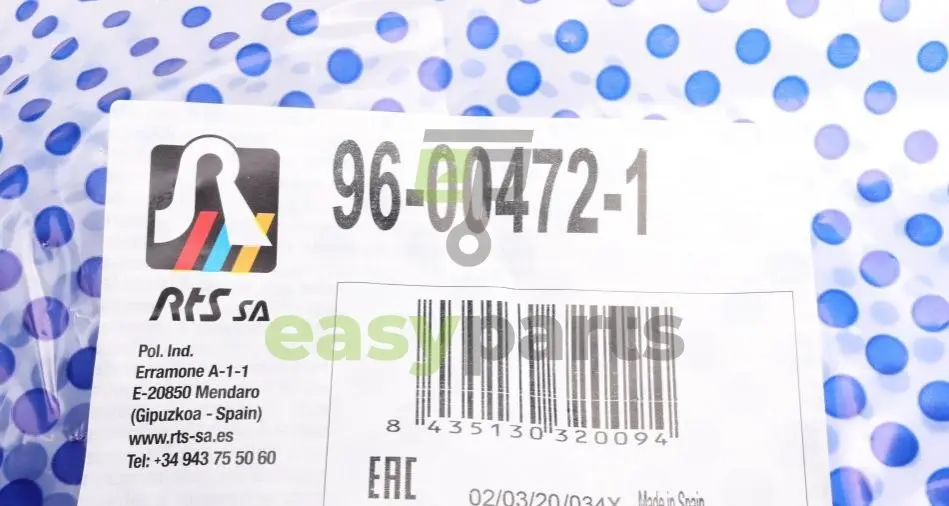 96-00472-1
RTS SA
Pol. Ind.
Erramone A-1-1
E-20850 Mendaro
(Gipuzkoa - Spain)
www.rts-sa.es
Tel: +34 943 75 50 60
easyparts
8 435130 320094
EAC
02/03/20/034X Made in Spain